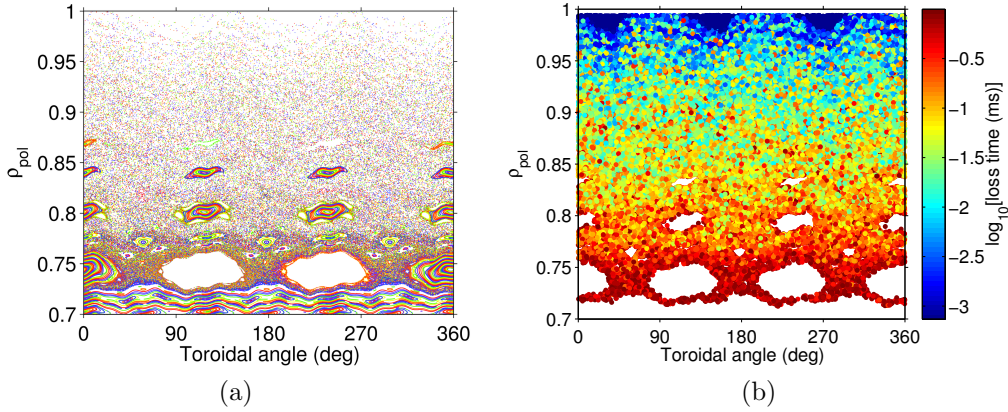 1
0.95
0.9
0.85
0.8
0.75
0.7
ρpol
0 90 180 270 360
Toroidal angle (deg)
(a)
1
0.95
0.9
0.85
0.8
0.75
0.7
ρpol
0 90 180 270 360
Toroidal angle (deg)
(b)
−0.5
−1
−1.5
−2
−2.5
−3
log10[loss time (ms)]